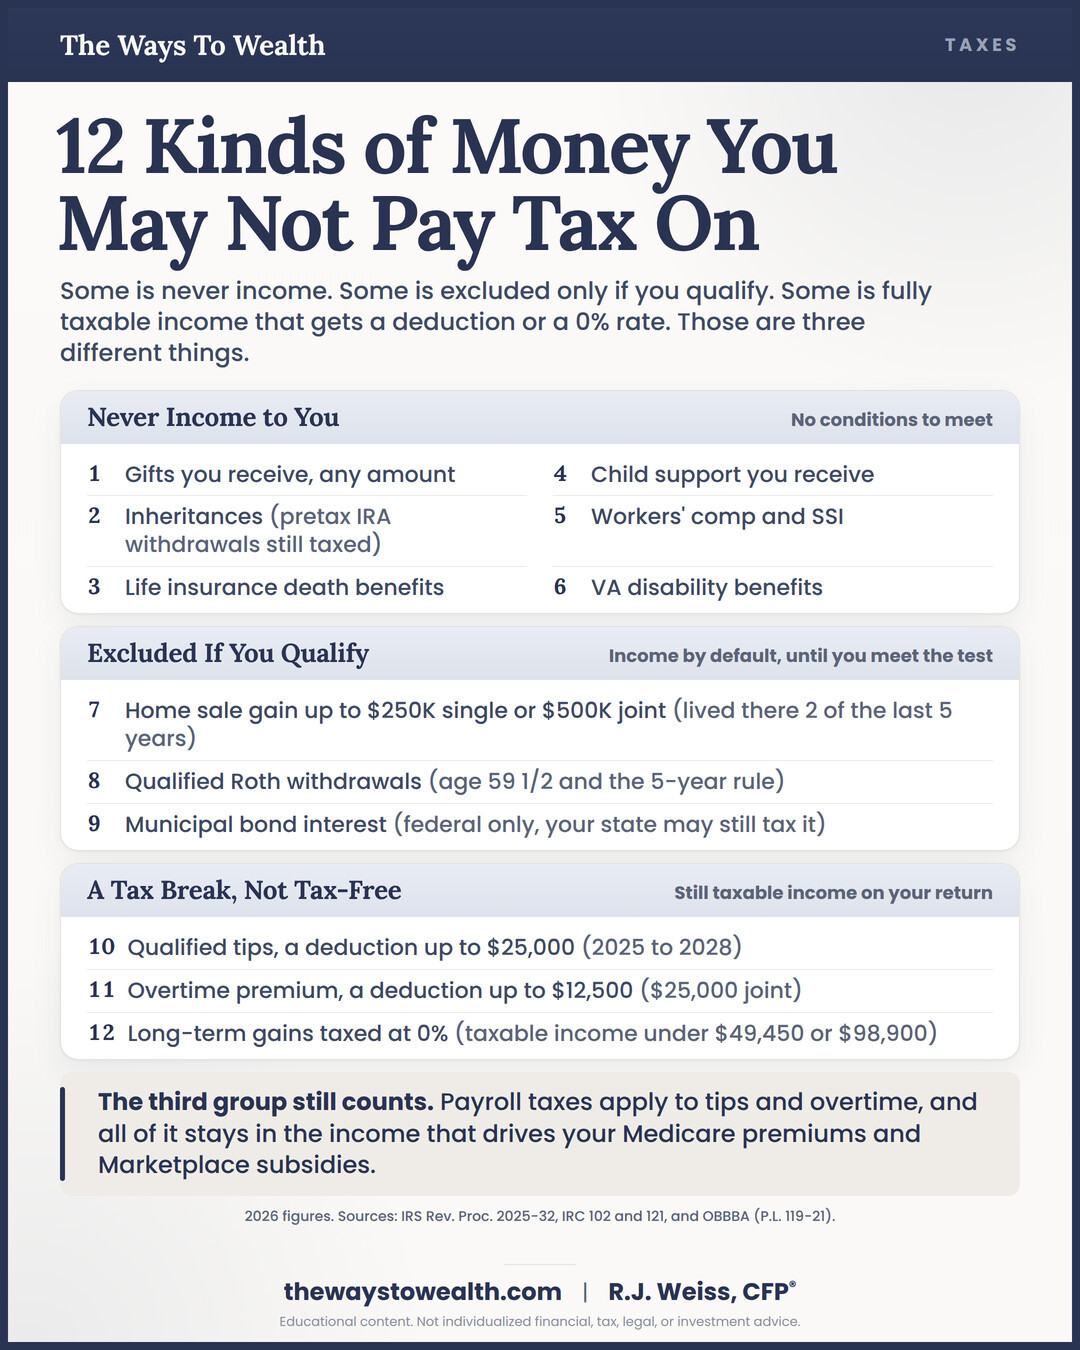 The Ways To Wealth
TAXES
12 Kinds of Money You
May Not Pay Tax On
Some is never income. Some is excluded only if you qualify. Some is fully
taxable income that gets a deduction or a 0% rate. Those are three
different things.
Never Income to You
No conditions to meet
1 Gifts you receive, any amount
2 Inheritances (pretax IRA
withdrawals still taxed)
3 Life insurance death benefits
4 Child support you receive
5 Workers' comp and SSI
6 VA disability benefits
Excluded If You Qualify
Income by default, until you meet the test
7 Home sale gain up to $250K single or $500K joint (lived there 2 of the last 5
years)
8 Qualified Roth withdrawals (age 59 1/2 and the 5-year rule)
9 Municipal bond interest (federal only, your state may still tax it)
A Tax Break, Not Tax-Free
Still taxable income on your return
10 Qualified tips, a deduction up to $25,000 (2025 to 2028)
11 Overtime premium, a deduction up to $12,500 ($25,000 joint)
12 Long-term gains taxed at 0% (taxable income under $49,450 or $98,900)
The third group still counts. Payroll taxes apply to tips and overtime, and
all of it stays in the income that drives your Medicare premiums and
Marketplace subsidies.
2026 figures. Sources: IRS Rev. Proc. 2025-32, IRC 102 and 121, and OBBBA (P.L. 119-21).
thewaystowealth.com | R.J. Weiss, CFP®
Educational content. Not individualized financial, tax, legal, or investment advice.